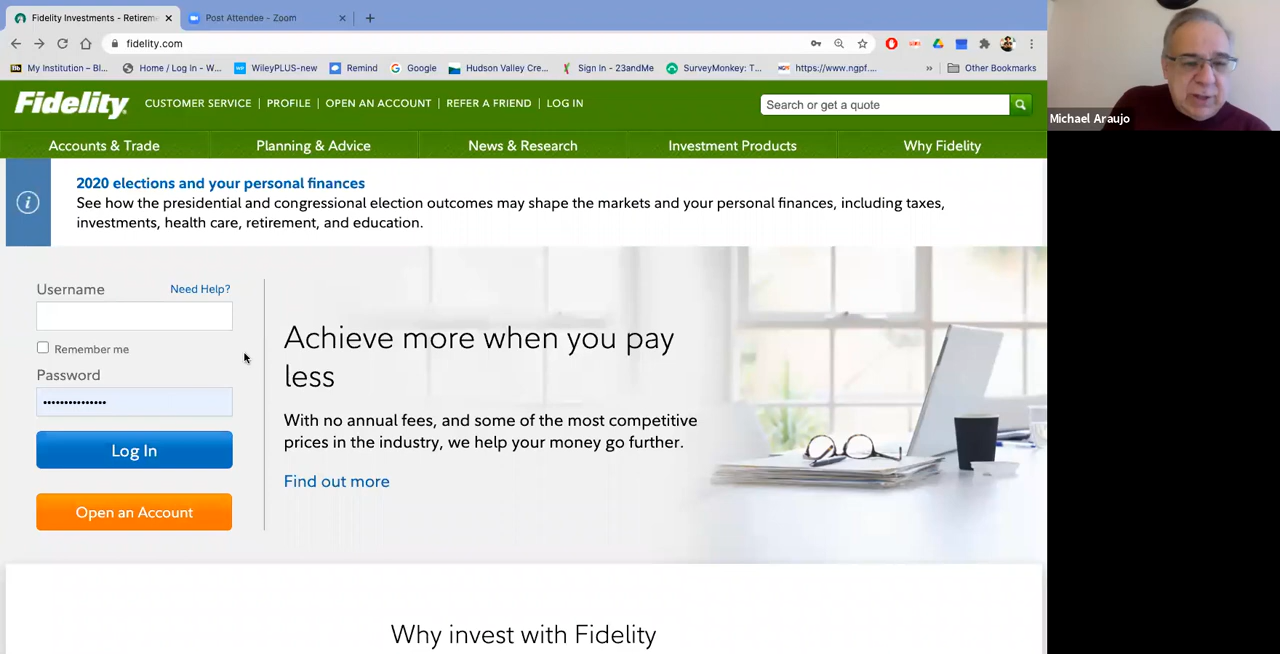 Fidelity Investments - Retirem
Post Attendee - Zoom
fidelity.com
My Institution – Bl...
Home / Log In - W...
WP
WileyPLUS-new
Remind
Google
Hudson Valley Cre...
Sign In - 23andMe
SurveyMonkey: T...
https://www.ngpf....
»
Other Bookmarks
Michael Araujo
Fidelity
CUSTOMER SERVICE | PROFILE | OPEN AN ACCOUNT | REFER A FRIEND | LOG IN
Search or get a quote
Accounts & Trade
Planning & Advice
News & Research
Investment Products
Why Fidelity
i
2020 elections and your personal finances
See how the presidential and congressional election outcomes may shape the markets and your personal finances, including taxes,
investments, health care, retirement, and education.
Username
Need Help?
Remember me
Password
•••••••••••••••
Log In
Open an Account
Achieve more when you pay
less
With no annual fees, and some of the most competitive
prices in the industry, we help your money go further.
Find out more
Why invest with Fidelity